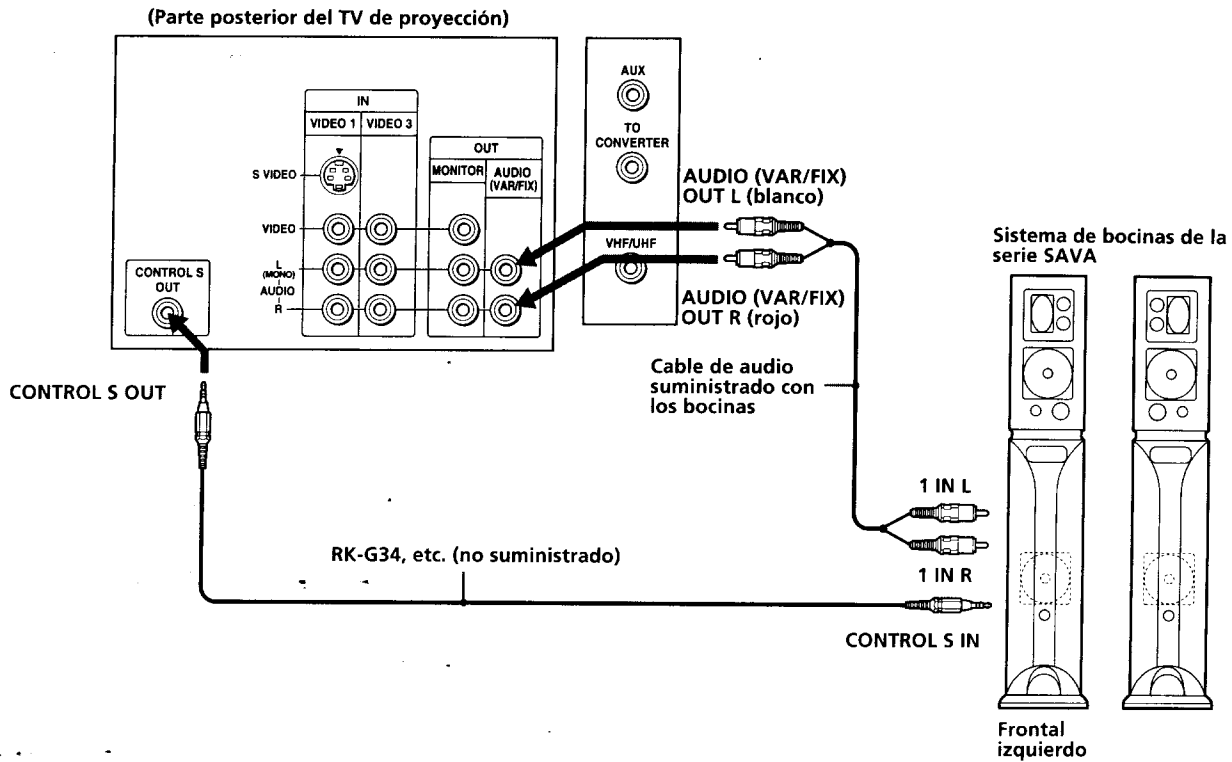 (Parte posterior del TV de proyección)
AUX
TO
CONVERTER
VHF/UHF
IN
VIDEO 1
VIDEO 3
OUT
MONITOR
AUDIO
(VAR/FIX)
S VIDEO
VIDEO
L
(MONO)
AUDIO
R
CONTROL S
OUT
AUDIO (VAR/FIX)
OUT L (blanco)
AUDIO (VAR/FIX)
OUT R (rojo)
Sistema de bocinas de la
serie SAVA
Cable de audio
suministrado con
los bocinas
CONTROL S OUT
1 IN L
1 IN R
RK-G34, etc. (no suministrado)
CONTROL S IN
Frontal
izquierdo